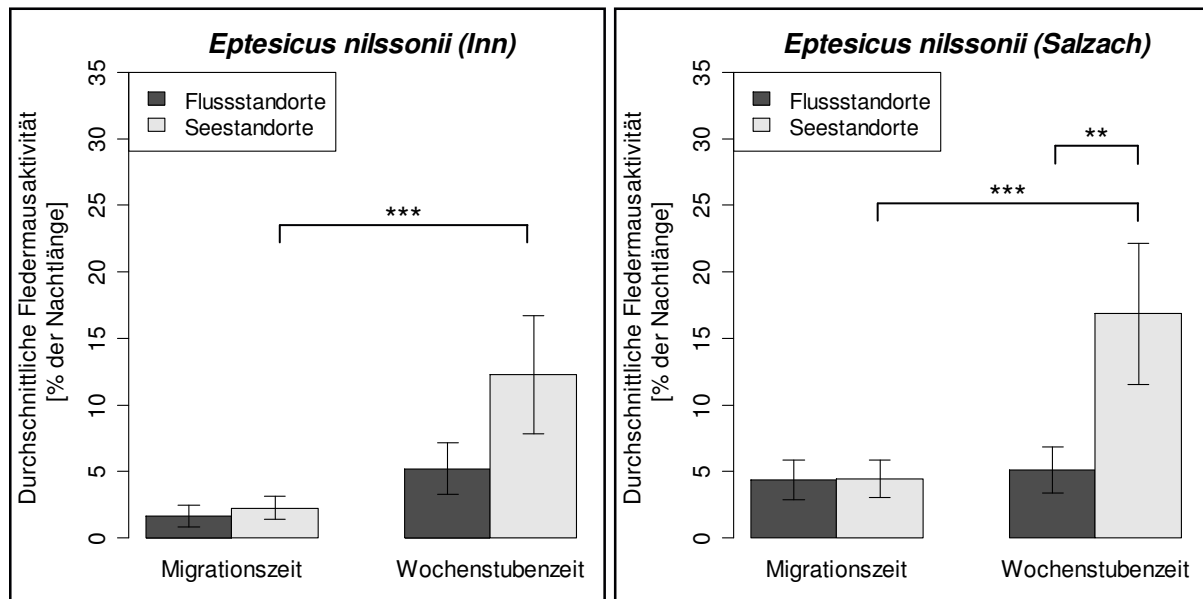 Eptesicus nilssonii (Inn)
Durchschnittliche Fledermausaktivität
[% der Nachtlänge]
35
30
25
20
15
10
5
0
Flussstandorte
Seestandorte
***
Migrationszeit
Wochenstubenzeit
Eptesicus nilssonii (Salzach)
Durchschnittliche Fledermausaktivität
[% der Nachtlänge]
35
30
25
20
15
10
5
0
Flussstandorte
Seestandorte
**
***
Migrationszeit
Wochenstubenzeit